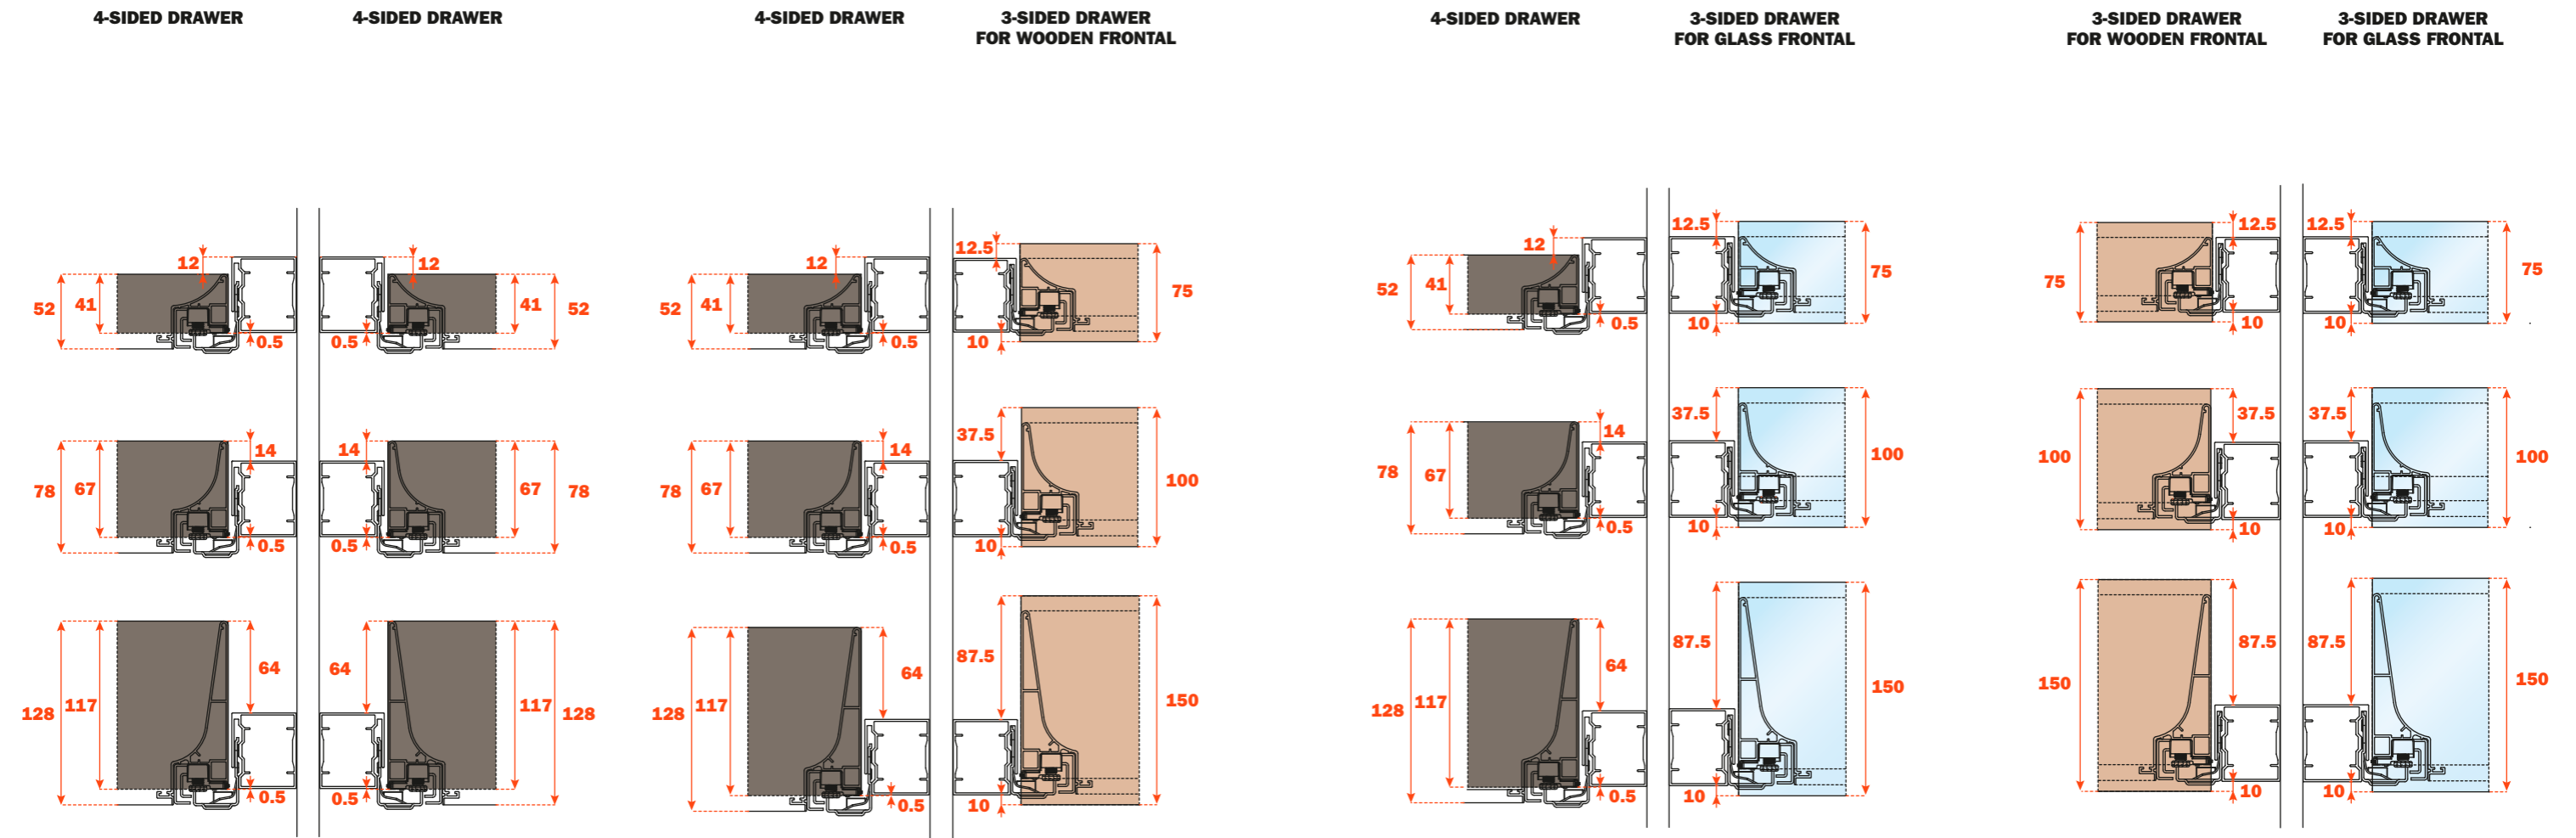 4-SIDED DRAWER
4-SIDED DRAWER
4-SIDED DRAWER
3-SIDED DRAWER
FOR WOODEN FRONTAL
4-SIDED DRAWER
3-SIDED DRAWER
FOR GLASS FRONTAL
3-SIDED DRAWER
FOR WOODEN FRONTAL
3-SIDED DRAWER
FOR GLASS FRONTAL
52 41 12 0.5
12 0.5 41 52
52 41 12 0.5
12.5 10 75
52 41 12 0.5
12.5 10 75
75 12.5 10
12.5 10 75
78 67 14 0.5
14 0.5 67 78
78 67 14 0.5
37.5 10 100
78 67 14 0.5
37.5 10 100
100 37.5 10
37.5 10 100
128 117 64 0.5
64 0.5 117 128
128 117 64 0.5
87.5 10 150
128 117 64 0.5
87.5 10 150
150 87.5 10
87.5 10 150